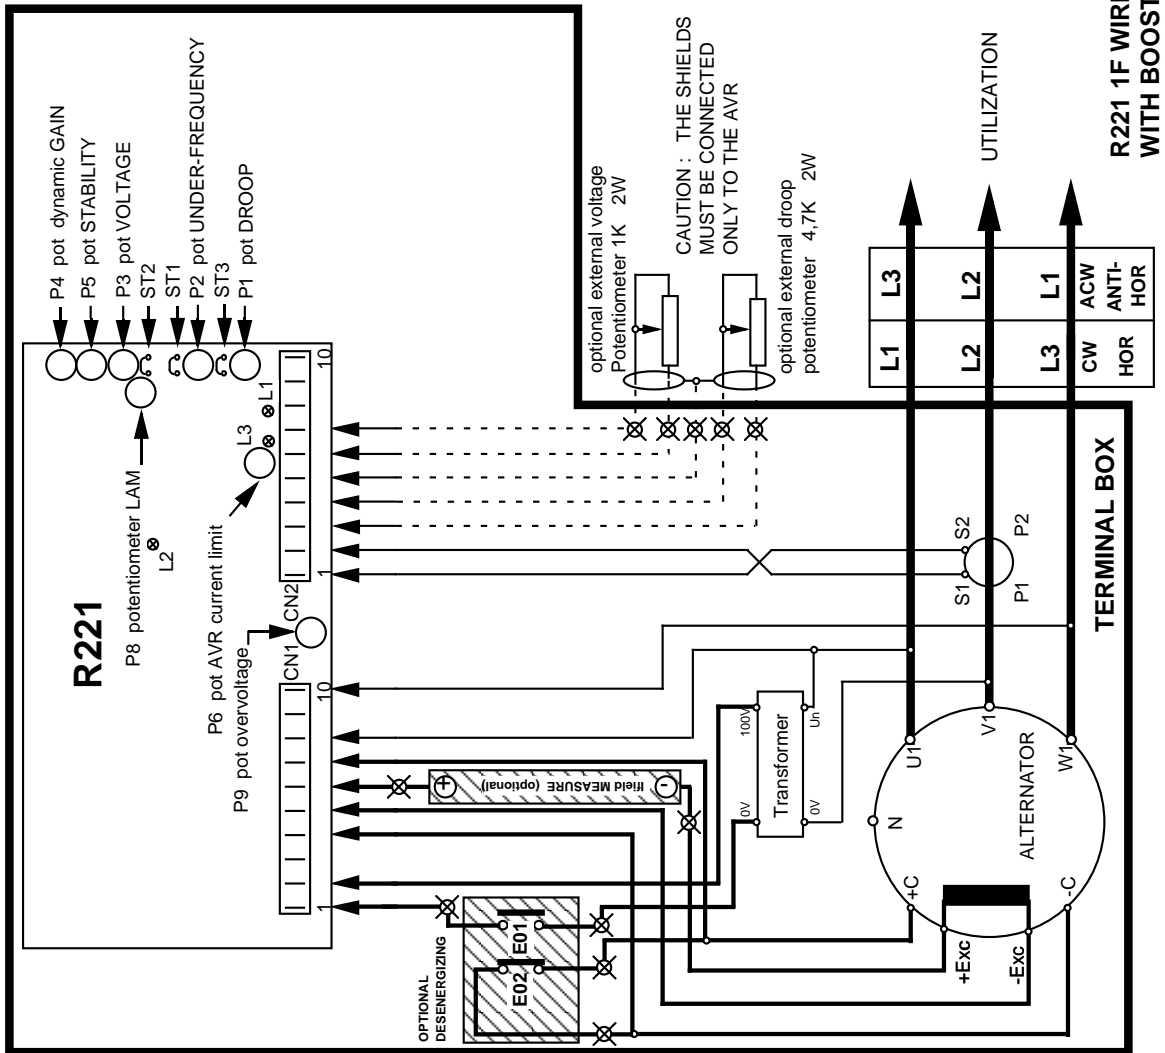 R221
P4 pot dynamic GAIN
P5 pot STABILITY
P3 pot VOLTAGE
ST2
ST1
P2 pot UNDER-FREQUENCY
ST3
P1 pot DROOP
P8 potentiometer LAM
L2
P6 pot AVR current limit
L3
L1
P9 pot overvoltage
CN1
CN2
1
10
1
10
optional external voltage
Potentiometer 1K 2W
CAUTION : THE SHIELDS
MUST BE CONNECTED
ONLY TO THE AVR
optional external droop
potentiometer 4,7K 2W
UTILIZATION
R221 1F WIRI
WITH BOOST
L1
L3
L2
L2
L3
L1
CW
HOR
ACW
ANTI-
HOR
TERMINAL BOX
S1
S2
P1
P2
Ifield MEASURE (optional)
+
-
Transformer
0V
100V
0V
Un
OPTIONAL
DESENERGIZING
E02
E01
ALTERNATOR
N
U1
V1
W1
+C
-C
+Exc
-Exc